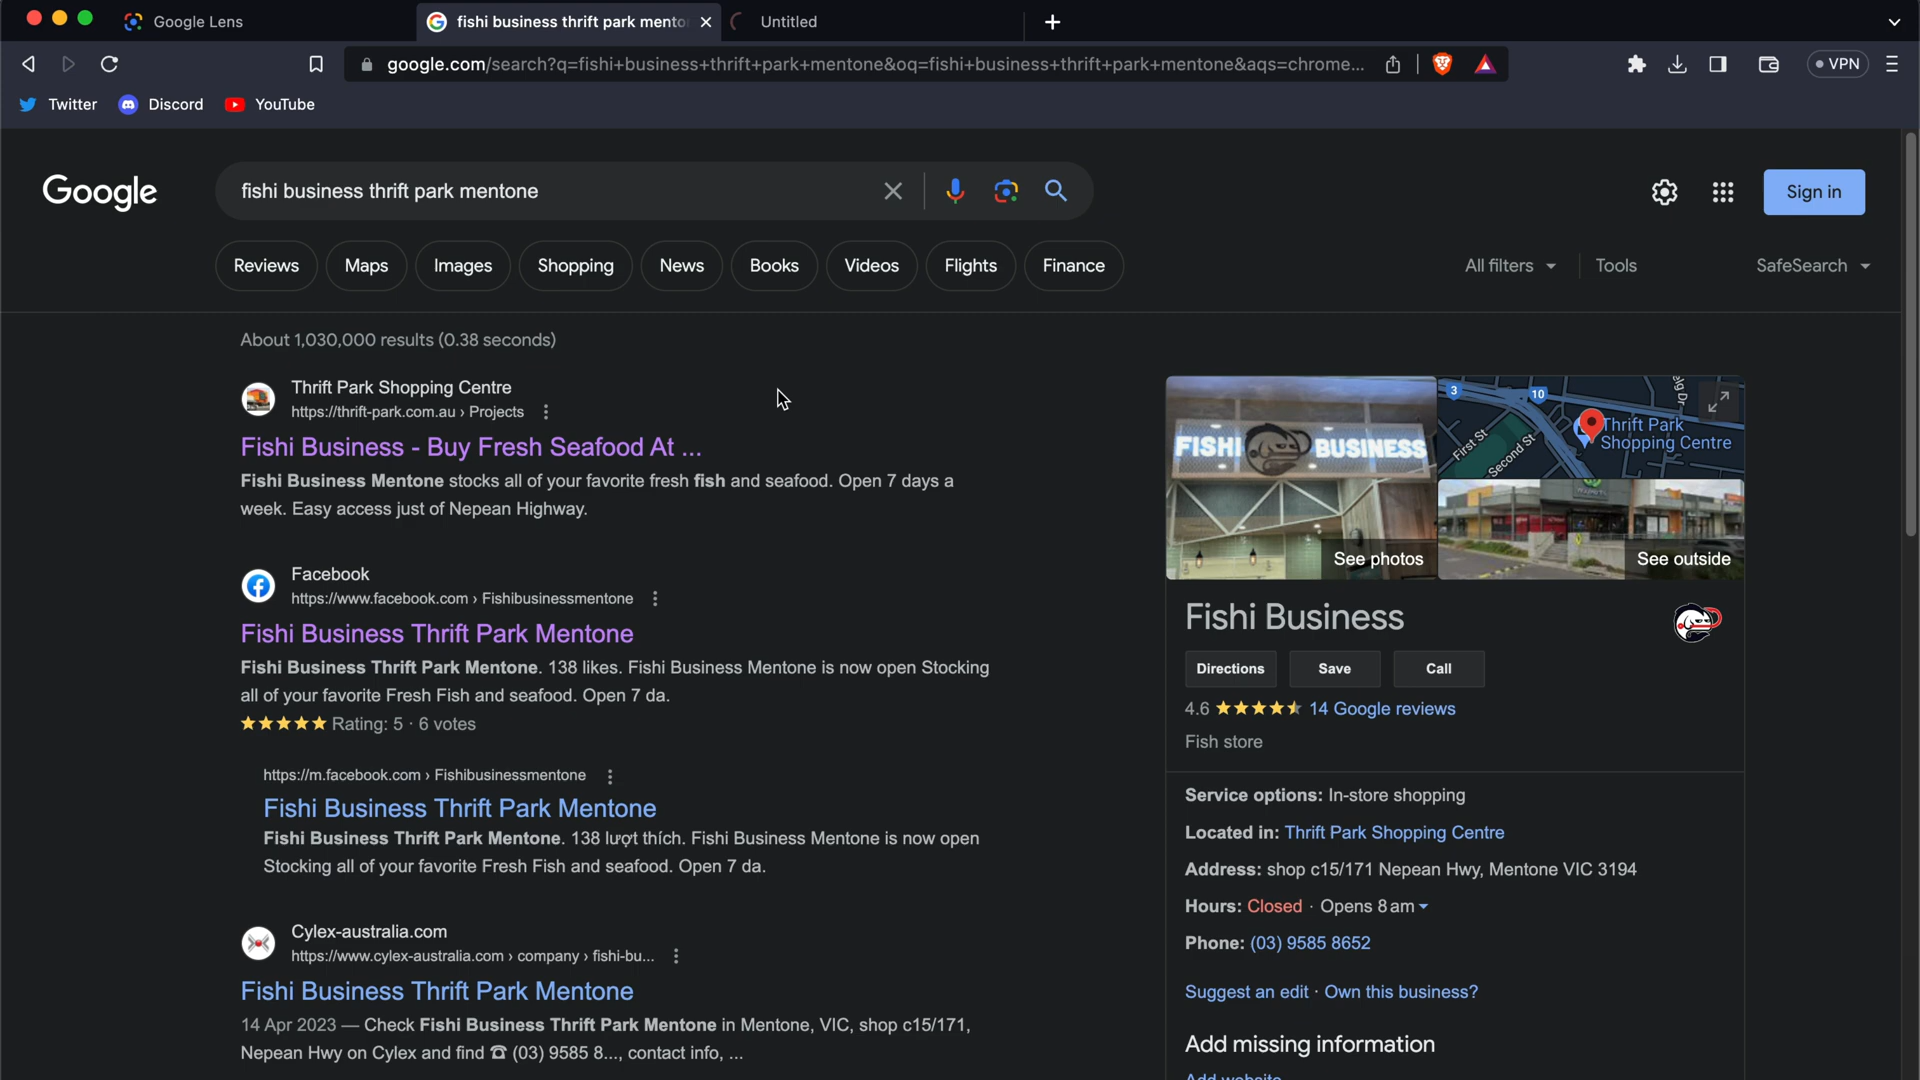 Google Lens
fishi business thrift park mento
Untitled
google.com/search?q=fishi+business+thrift+park+mentone&oq=fishi+business+thrift+park+mentone&aqs=chrome...
VPN
Twitter
Discord
YouTube
Google
fishi business thrift park mentone
Sign in
Reviews
Maps
Images
Shopping
News
Books
Videos
Flights
Finance
All filters
Tools
SafeSearch
About 1,030,000 results (0.38 seconds)
Thrift Park Shopping Centre
https://thrift-park.com.au › Projects
Fishi Business - Buy Fresh Seafood At ...
Fishi Business Mentone stocks all of your favorite fresh fish and seafood. Open 7 days a
week. Easy access just of Nepean Highway.
Facebook
https://www.facebook.com › Fishibusinessmentone
Fishi Business Thrift Park Mentone
Fishi Business Thrift Park Mentone. 138 likes. Fishi Business Mentone is now open Stocking
all of your favorite Fresh Fish and seafood. Open 7 da.
Rating: 5 · 6 votes
https://m.facebook.com › Fishibusinessmentone
Fishi Business Thrift Park Mentone
Fishi Business Thrift Park Mentone. 138 lượt thích. Fishi Business Mentone is now open
Stocking all of your favorite Fresh Fish and seafood. Open 7 da.
Cylex-australia.com
https://www.cylex-australia.com › company › fishi-bu...
Fishi Business Thrift Park Mentone
14 Apr 2023 — Check Fishi Business Thrift Park Mentone in Mentone, VIC, shop c15/171,
Nepean Hwy on Cylex and find ☎ (03) 9585 8..., contact info, ...
FISHI BUSINESS
See photos
3
10
First St
Second St
Thrift Park
Shopping Centre
See outside
Fishi Business
Directions
Save
Call
4.6
14 Google reviews
Fish store
Service options: In-store shopping
Located in: Thrift Park Shopping Centre
Address: shop c15/171 Nepean Hwy, Mentone VIC 3194
Hours: Closed · Opens 8 am
Phone: (03) 9585 8652
Suggest an edit · Own this business?
Add missing information
Add website